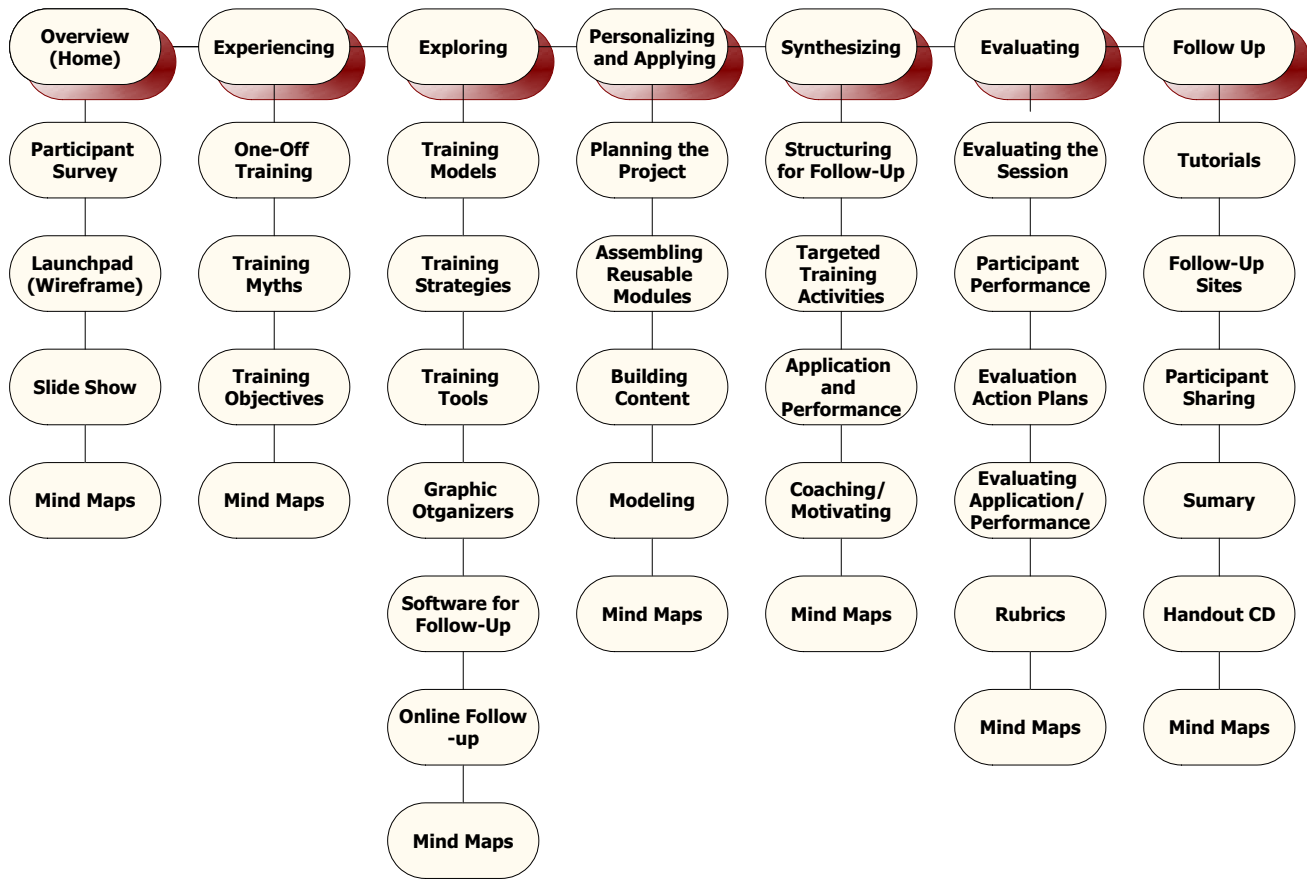 Overview
(Home)
Experiencing
Exploring
Personalizing
and Applying
Synthesizing
Evaluating
Follow Up
Participant
Survey
Launchpad
(Wireframe)
Slide Show
Mind Maps
One-Off
Training
Training
Myths
Training
Objectives
Mind Maps
Training
Models
Training
Strategies
Training
Tools
Graphic
Otganizers
Software for
Follow-Up
Online Follow
-up
Mind Maps
Planning the
Project
Assembling
Reusable
Modules
Building
Content
Modeling
Mind Maps
Structuring
for Follow-Up
Targeted
Training
Activities
Application
and
Performance
Coaching/
Motivating
Mind Maps
Evaluating the
Session
Participant
Performance
Evaluation
Action Plans
Evaluating
Application/
Performance
Rubrics
Mind Maps
Tutorials
Follow-Up
Sites
Participant
Sharing
Sumary
Handout CD
Mind Maps